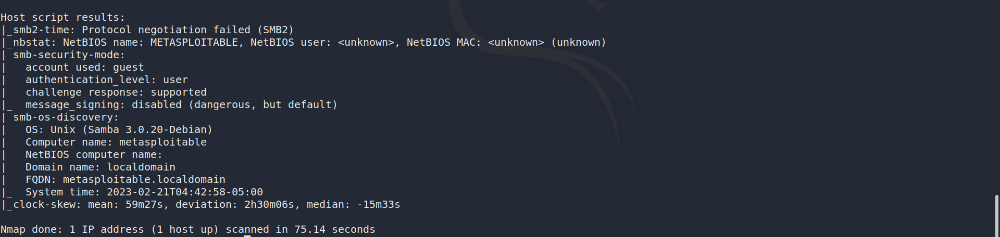 Host script results:
|_smb2-time: Protocol negotiation failed (SMB2)
|_nbstat: NetBIOS name: METASPLOITABLE, NetBIOS user: <unknown>, NetBIOS MAC: <unknown> (unknown)
| smb-security-mode:
|   account_used: guest
|   authentication_level: user
|   challenge_response: supported
|_  message_signing: disabled (dangerous, but default)
| smb-os-discovery:
|   OS: Unix (Samba 3.0.20-Debian)
|   Computer name: metasploitable
|   NetBIOS computer name:
|   Domain name: localdomain
|   FQDN: metasploitable.localdomain
|_  System time: 2023-02-21T04:42:58-05:00
|_clock-skew: mean: 59m27s, deviation: 2h30m06s, median: -15m33s
Nmap done: 1 IP address (1 host up) scanned in 75.14 seconds